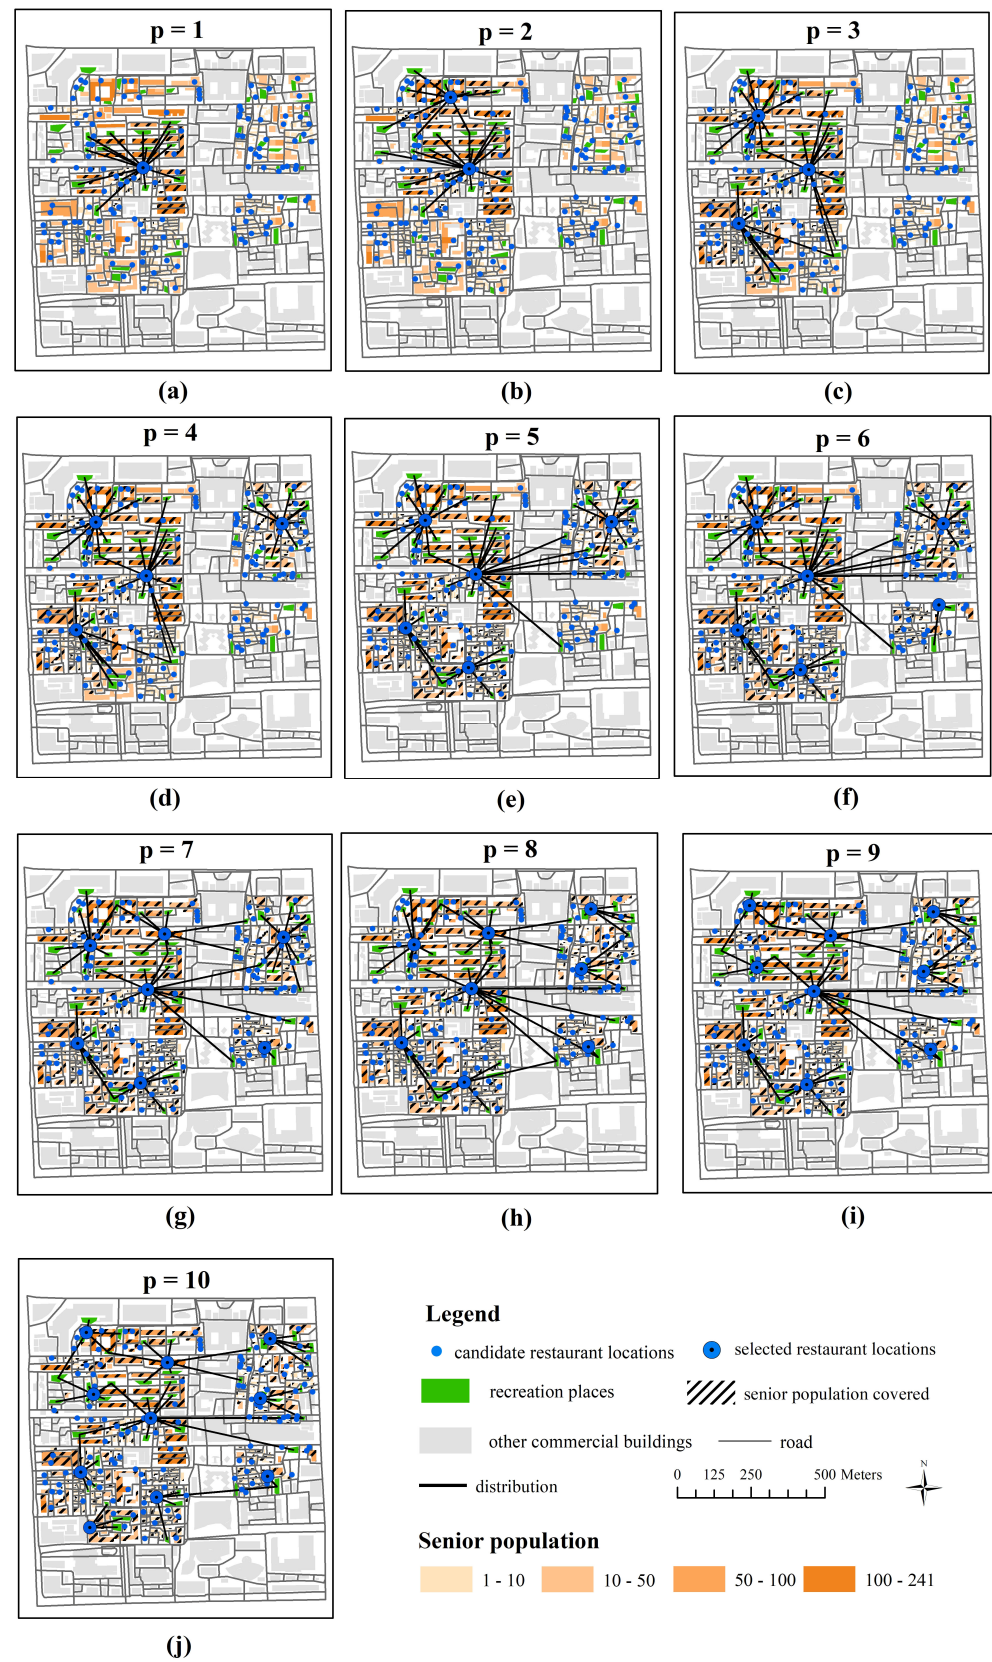 p = 1
p = 2
p = 3
(a)
(b)
(c)
p = 4
p = 5
p = 6
(d)
(e)
(f)
p = 7
p = 8
p = 9
(g)
(h)
(i)
p = 10
(j)
Legend
candidate restaurant locations
selected restaurant locations
recreation places
senior population covered
other commercial buildings
road
distribution
0 125 250 500 Meters
N
Senior population
1 - 10
10 - 50
50 - 100
100 - 241